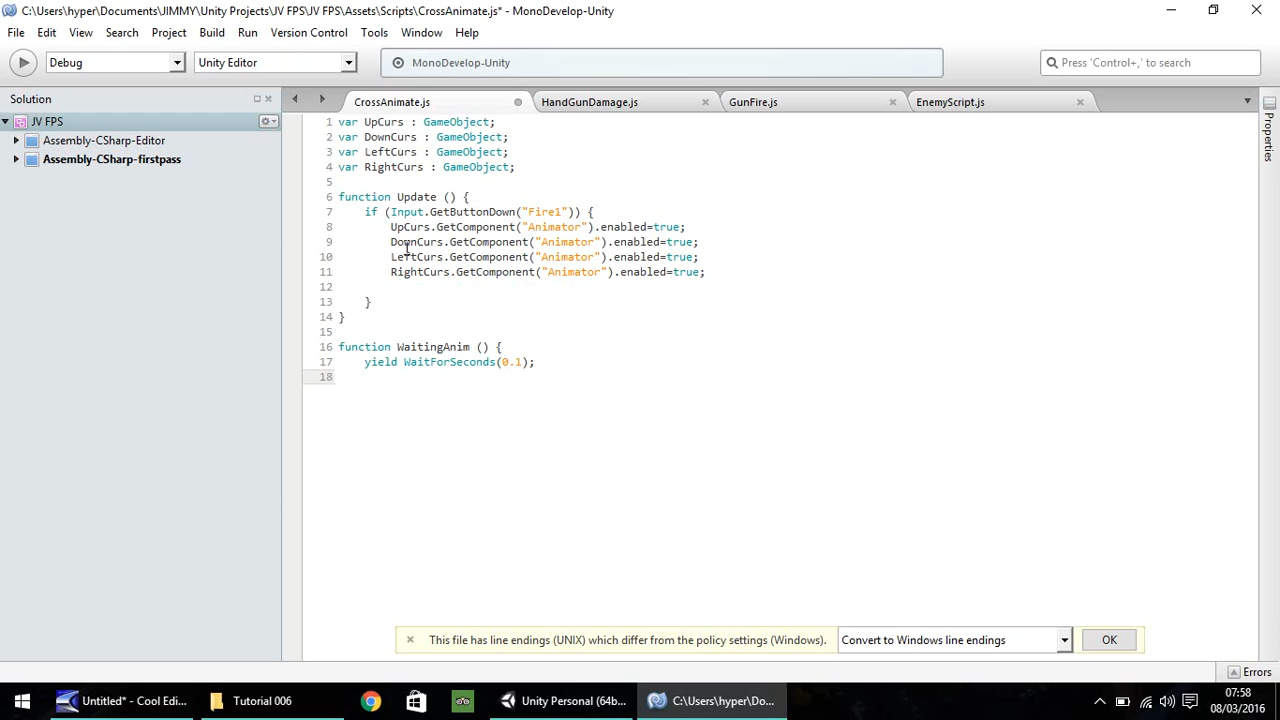 C:\Users\hyper\Documents\JIMMY\Unity Projects\JV FPS\JV FPS\Assets\Scripts\CrossAnimate.js* - MonoDevelop-Unity
File Edit View Search Project Build Run Version Control Tools Window Help
Debug Unity Editor MonoDevelop-Unity Press 'Control+,' to search
Solution CrossAnimate.js HandGunDamage.js GunFire.js EnemyScript.js
JV FPS
Assembly-CSharp-Editor
Assembly-CSharp-firstpass
Properties
1 var UpCurs : GameObject;
2 var DownCurs : GameObject;
3 var LeftCurs : GameObject;
4 var RightCurs : GameObject;
5
6 function Update () {
7 if (Input.GetButtonDown("Fire1")) {
8 UpCurs.GetComponent("Animator").enabled=true;
9 DownCurs.GetComponent("Animator").enabled=true;
10 LeftCurs.GetComponent("Animator").enabled=true;
11 RightCurs.GetComponent("Animator").enabled=true;
12
13 }
14 }
15
16 function WaitingAnim () {
17 yield WaitForSeconds(0.1);
18
This file has line endings (UNIX) which differ from the policy settings (Windows). Convert to Windows line endings OK
Errors
Untitled* - Cool Edi... Tutorial 006 Unity Personal (64b... C:\Users\hyper\Do... 07:58
08/03/2016